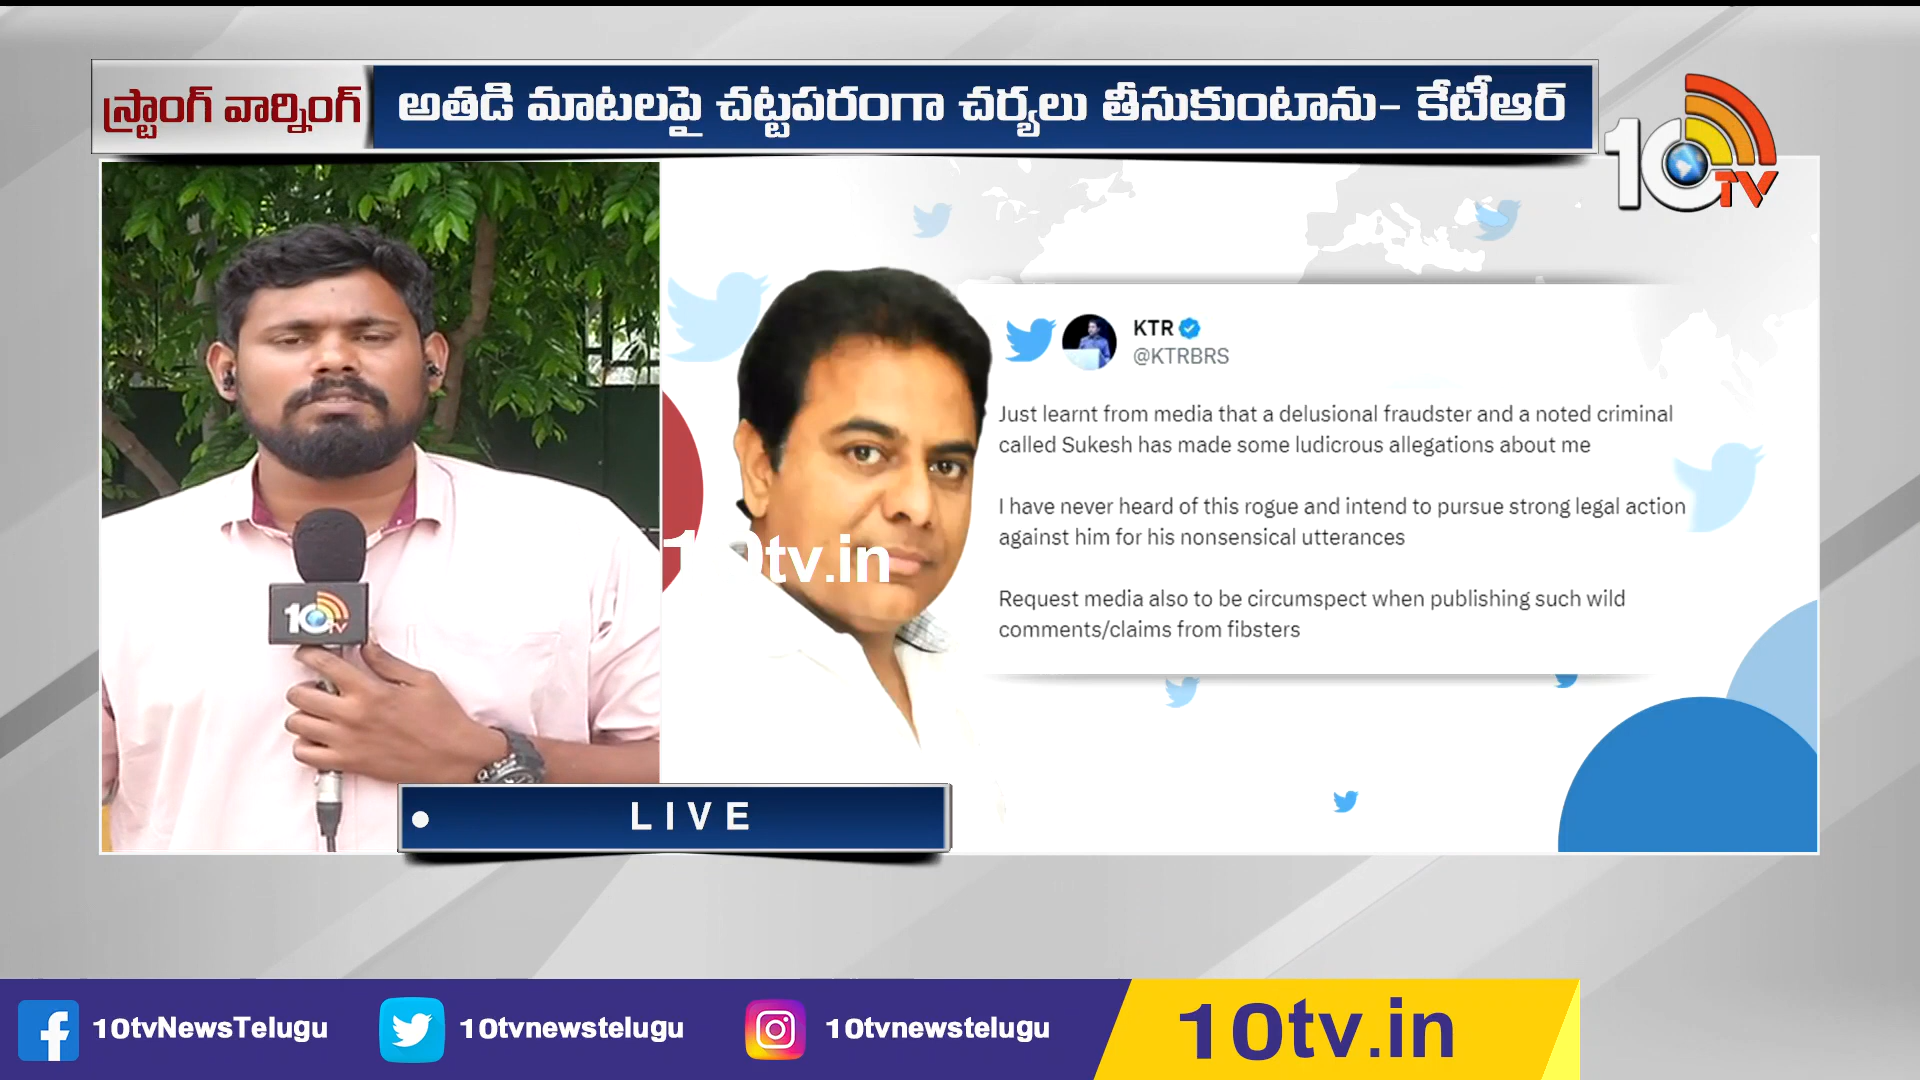 స్ట్రాంగ్ వార్నింగ్
అతడి మాటలపై చట్టపరంగా చర్యలు తీసుకుంటాను- కేటీఆర్
10TV
KTR
@KTRBRS
Just learnt from media that a delusional fraudster and a noted criminal
called Sukesh has made some ludicrous allegations about me
I have never heard of this rogue and intend to pursue strong legal action
against him for his nonsensical utterances
Request media also to be circumspect when publishing such wild
comments/claims from fibsters
10tv.in
10TV
LIVE
10tvNewsTelugu
10tvnewstelugu
10tvnewstelugu
10tv.in